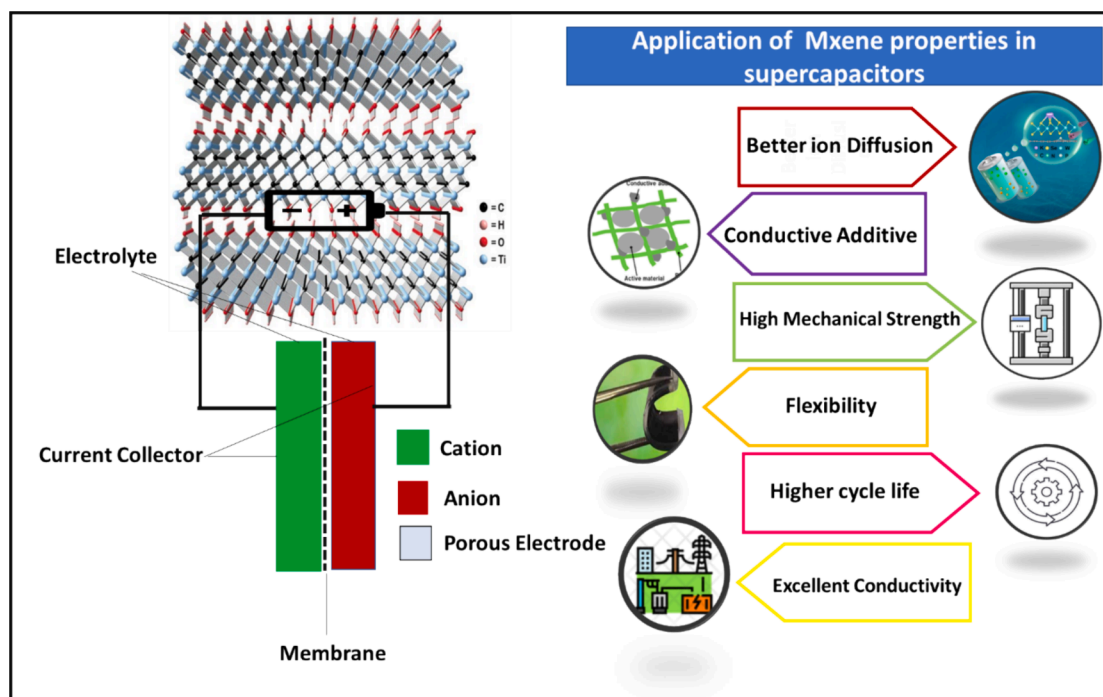 Application of Mxene properties in
supercapacitors
= C
= H
= O
= Ti
Electrolyte
Current Collector
Cation
Anion
Porous Electrode
Membrane
Better ion Diffusion
Active material
Conductive Additive
High Mechanical Strength
Flexibility
Higher cycle life
Excellent Conductivity